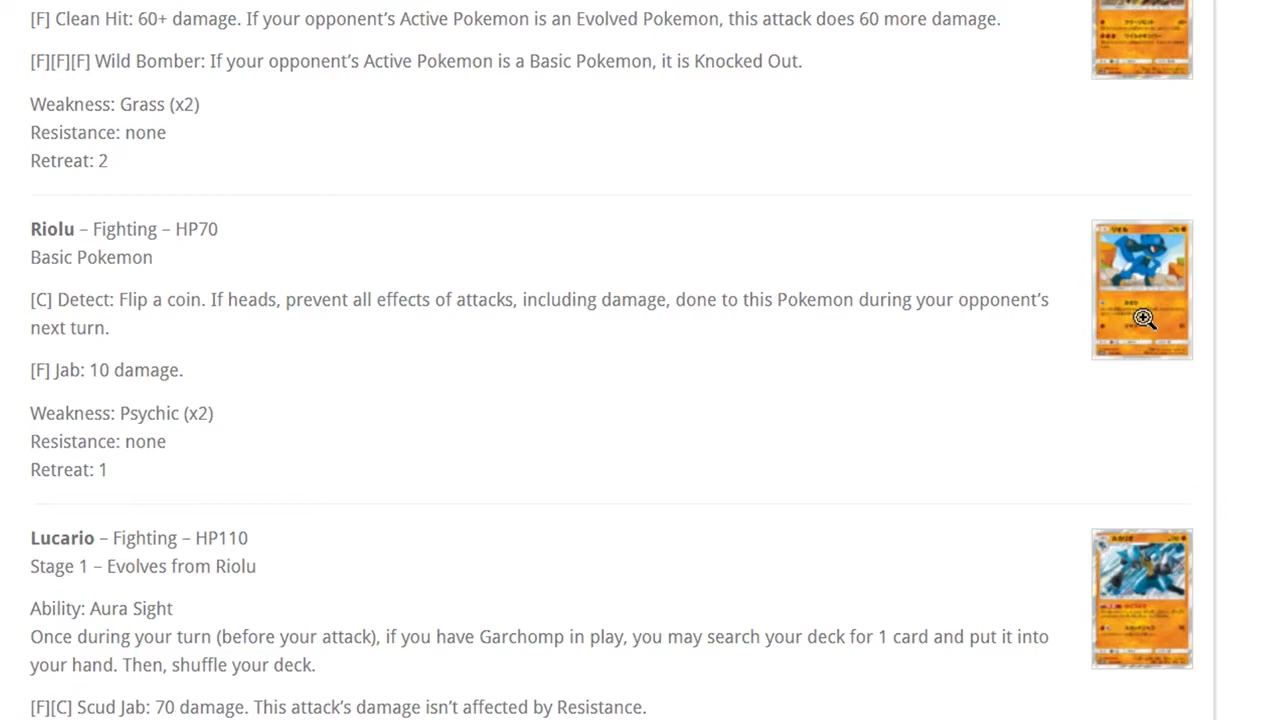 [F] Clean Hit: 60+ damage. If your opponent’s Active Pokemon is an Evolved Pokemon, this attack does 60 more damage.
[F][F][F] Wild Bomber: If your opponent’s Active Pokemon is a Basic Pokemon, it is Knocked Out.
Weakness: Grass (x2)
Resistance: none
Retreat: 2
Riolu – Fighting – HP70
Basic Pokemon
[C] Detect: Flip a coin. If heads, prevent all effects of attacks, including damage, done to this Pokemon during your opponent’s
next turn.
[F] Jab: 10 damage.
Weakness: Psychic (x2)
Resistance: none
Retreat: 1
Lucario – Fighting – HP110
Stage 1 – Evolves from Riolu
Ability: Aura Sight
Once during your turn (before your attack), if you have Garchomp in play, you may search your deck for 1 card and put it into
your hand. Then, shuffle your deck.
[F][C] Scud Jab: 70 damage. This attack’s damage isn’t affected by Resistance.